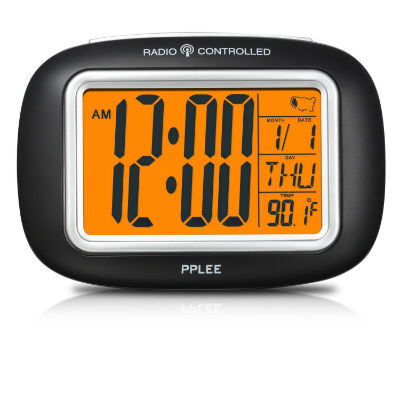 RADIO CONTROLLED
AM 12:00
MONTH DATE
1/1
DAY
THU
TEMP
90.1°F
PPLEE